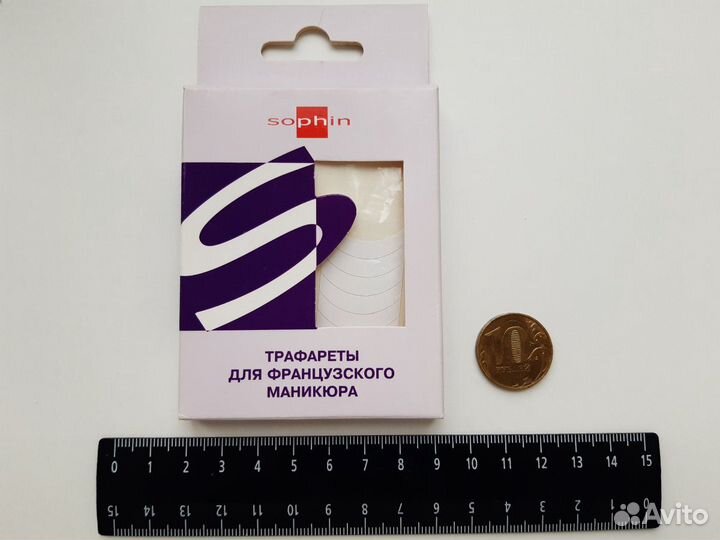 sophin
ТРАФАРЕТЫ
ДЛЯ ФРАНЦУЗСКОГО
МАНИКЮРА
10
РУБЛЕЙ
0 1 2 3 4 5 6 7 8 9 10 11 12 13 14 15
15 14 13 12 11 10 9 8 7 6 5 4 3 2 1 0
Avito